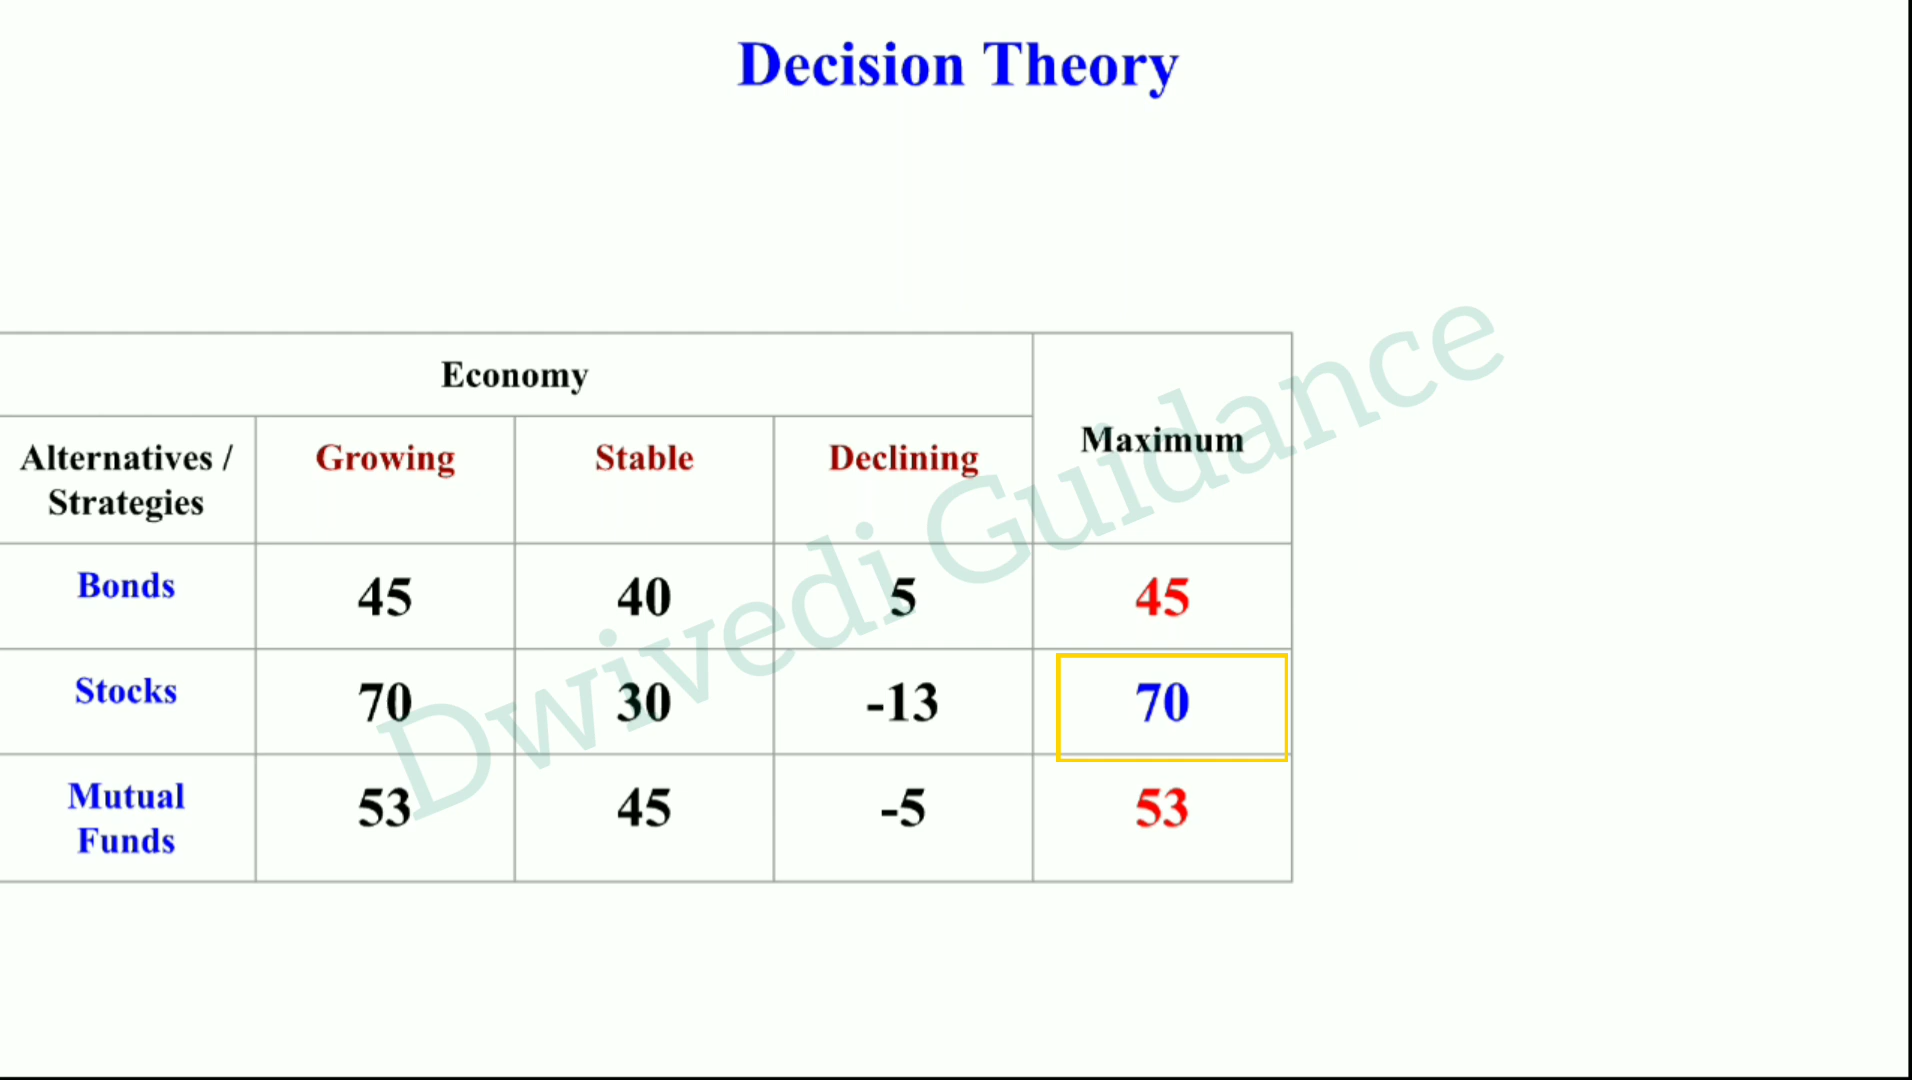 Decision Theory
Economy
Maximum
Alternatives / Growing Stable Declining
Strategies
Bonds 45 40 5 45
Stocks 70 30 -13 70
Mutual 53 45 -5 53
Funds
Dwivedi Guidance